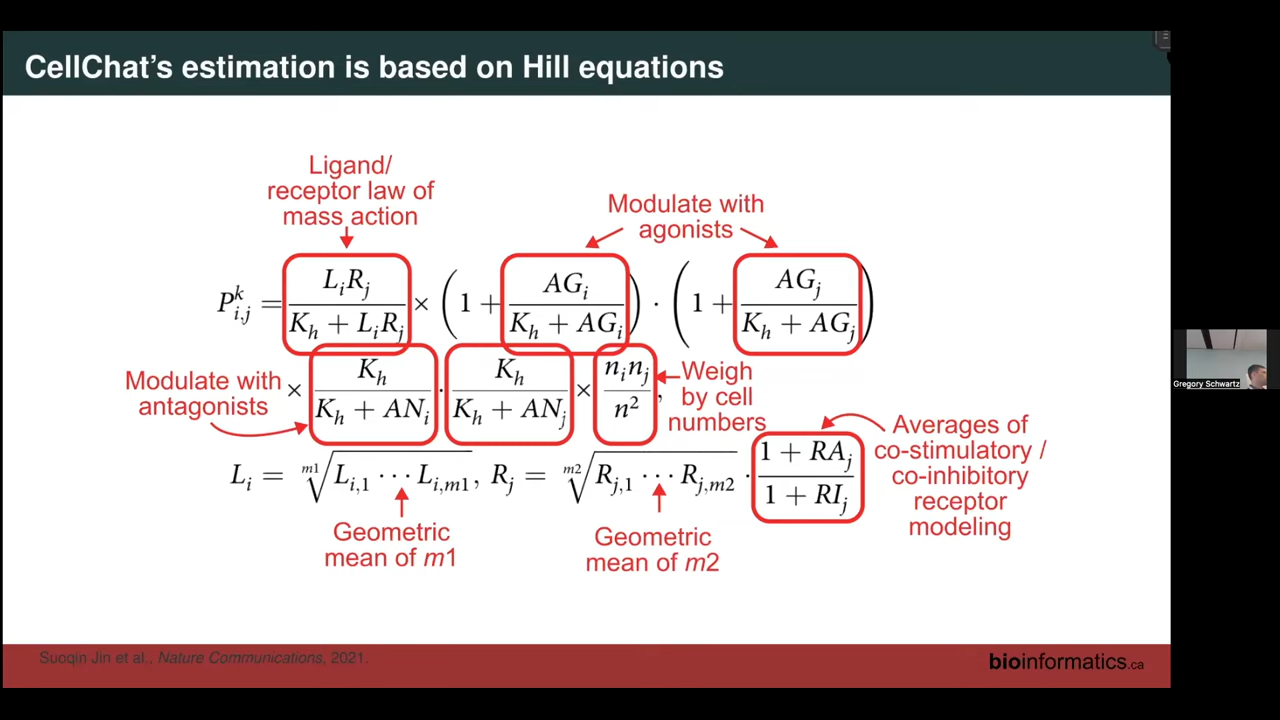 CellChat's estimation is based on Hill equations
Ligand/
receptor law of
mass action
Modulate with
agonists
P^k_{i,j} = L_iR_j / (K_h + L_iR_j) × (1 + AG_i / (K_h + AG_i)) · (1 + AG_j / (K_h + AG_j))
Modulate with
antagonists
× K_h / (K_h + AN_i) · K_h / (K_h + AN_j) × n_in_j / n^2,
Weigh
by cell
numbers
Averages of
co-stimulatory /
co-inhibitory
receptor
modeling
L_i = \sqrt[m1]{L_{i,1} ··· L_{i,m1}}, R_j = \sqrt[m2]{R_{j,1} ··· R_{j,m2}} · (1 + RA_j) / (1 + RI_j)
Geometric
mean of m1
Geometric
mean of m2
Suoqin Jin et al., Nature Communications, 2021.
bioinformatics.ca
Gregory Schwartz